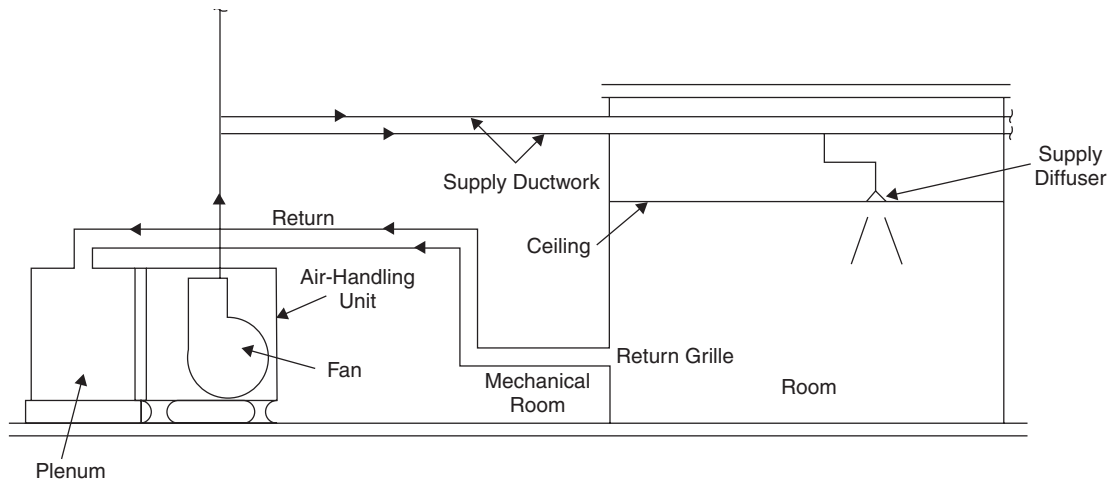 Supply Ductwork
Supply
Diffuser
Return
Ceiling
Air-Handling
Unit
Return Grille
Fan
Mechanical
Room
Room
Plenum